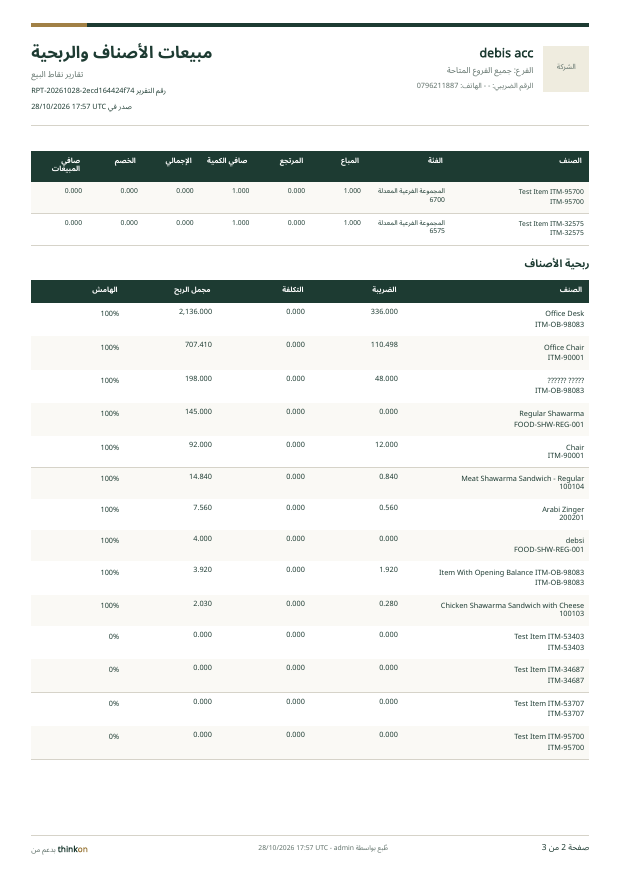 مبيعات الأصناف والربحية
تقارير نقاط البيع
رقم التقرير RPT-20261028-2ecd164424f74
صدر في 28/10/2026 17:57 UTC
debis acc
الفرع: جميع الفروع المتاحة
الرقم الضريبي: - - الهاتف: 0796211887
الشركة
الصنف الفئة المباع المرتجع صافي الكمية الإجمالي الخصم صافي المبيعات
Test Item ITM-95700 المجموعة الفرعية المعدلة 1.000 0.000 1.000 0.000 0.000 0.000
ITM-95700 6700
Test Item ITM-32575 المجموعة الفرعية المعدلة 1.000 0.000 1.000 0.000 0.000 0.000
ITM-32575 6575
ربحية الأصناف
الصنف الضريبة التكلفة مجمل الربح الهامش
Office Desk 336.000 0.000 2,136.000 100%
ITM-OB-98083
Office Chair 110.498 0.000 707.410 100%
ITM-90001
?????? ????? 48.000 0.000 198.000 100%
ITM-OB-98083
Regular Shawarma 0.000 0.000 145.000 100%
FOOD-SHW-REG-001
Chair 12.000 0.000 92.000 100%
ITM-90001
Meat Shawarma Sandwich - Regular 0.840 0.000 14.840 100%
100104
Arabi Zinger 0.560 0.000 7.560 100%
200201
debsi 0.000 0.000 4.000 100%
FOOD-SHW-REG-001
Item With Opening Balance ITM-OB-98083 1.920 0.000 3.920 100%
ITM-OB-98083
Chicken Shawarma Sandwich with Cheese 0.280 0.000 2.030 100%
100103
Test Item ITM-53403 0.000 0.000 0.000 0%
ITM-53403
Test Item ITM-34687 0.000 0.000 0.000 0%
ITM-34687
Test Item ITM-53707 0.000 0.000 0.000 0%
ITM-53707
Test Item ITM-95700 0.000 0.000 0.000 0%
ITM-95700
صفحة 2 من 3
طُبع بواسطة admin - 28/10/2026 17:57 UTC
بدعم من thinkon